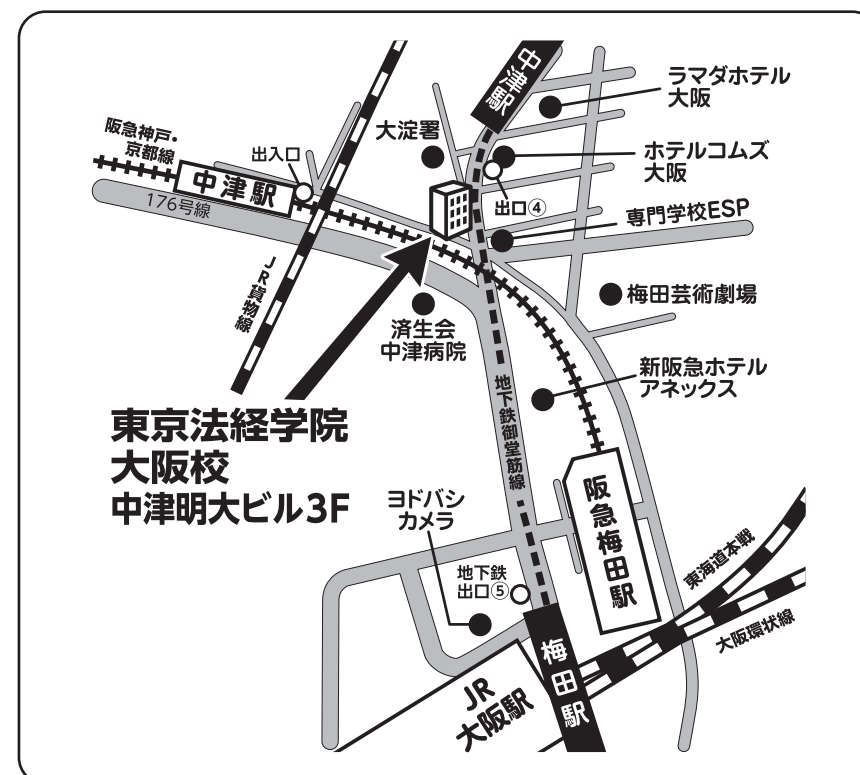 中津駅
ラマダホテル
大阪
大淀署
阪急神戸・
京都線
出入口
ホテルコムズ
大阪
中津駅
出口④
176号線
専門学校ESP
JR貨物線
梅田芸術劇場
済生会
中津病院
新阪急ホテル
アネックス
地下鉄御堂筋線
東京法経学院
大阪校
中津明大ビル3F
ヨドバシ
カメラ
阪急梅田駅
地下鉄
出口⑤
東海道本戦
大阪環状線
梅田駅
JR
大阪駅